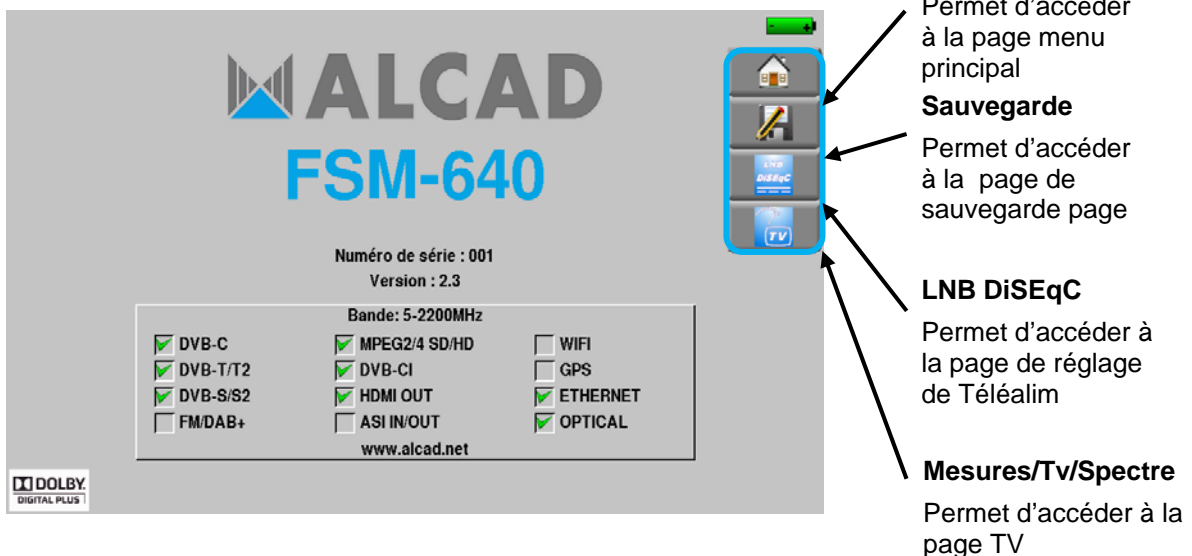 ALCAD
FSM-640
Numéro de série : 001
Version : 2.3
Bande: 5-2200MHz
DVB-C
MPEG2/4 SD/HD
WIFI
DVB-T/T2
DVB-CI
GPS
DVB-S/S2
HDMI OUT
ETHERNET
FM/DAB+
ASI IN/OUT
OPTICAL
www.alcad.net
DOLBY.
DIGITAL PLUS
LNB
DiSEqC
TV
Permet d'accéder
à la page menu
principal
Sauvegarde
Permet d'accéder
à la page de
sauvegarde page
LNB DiSEqC
Permet d'accéder à
la page de réglage
de Téléalim
Mesures/Tv/Spectre
Permet d'accéder à la
page TV